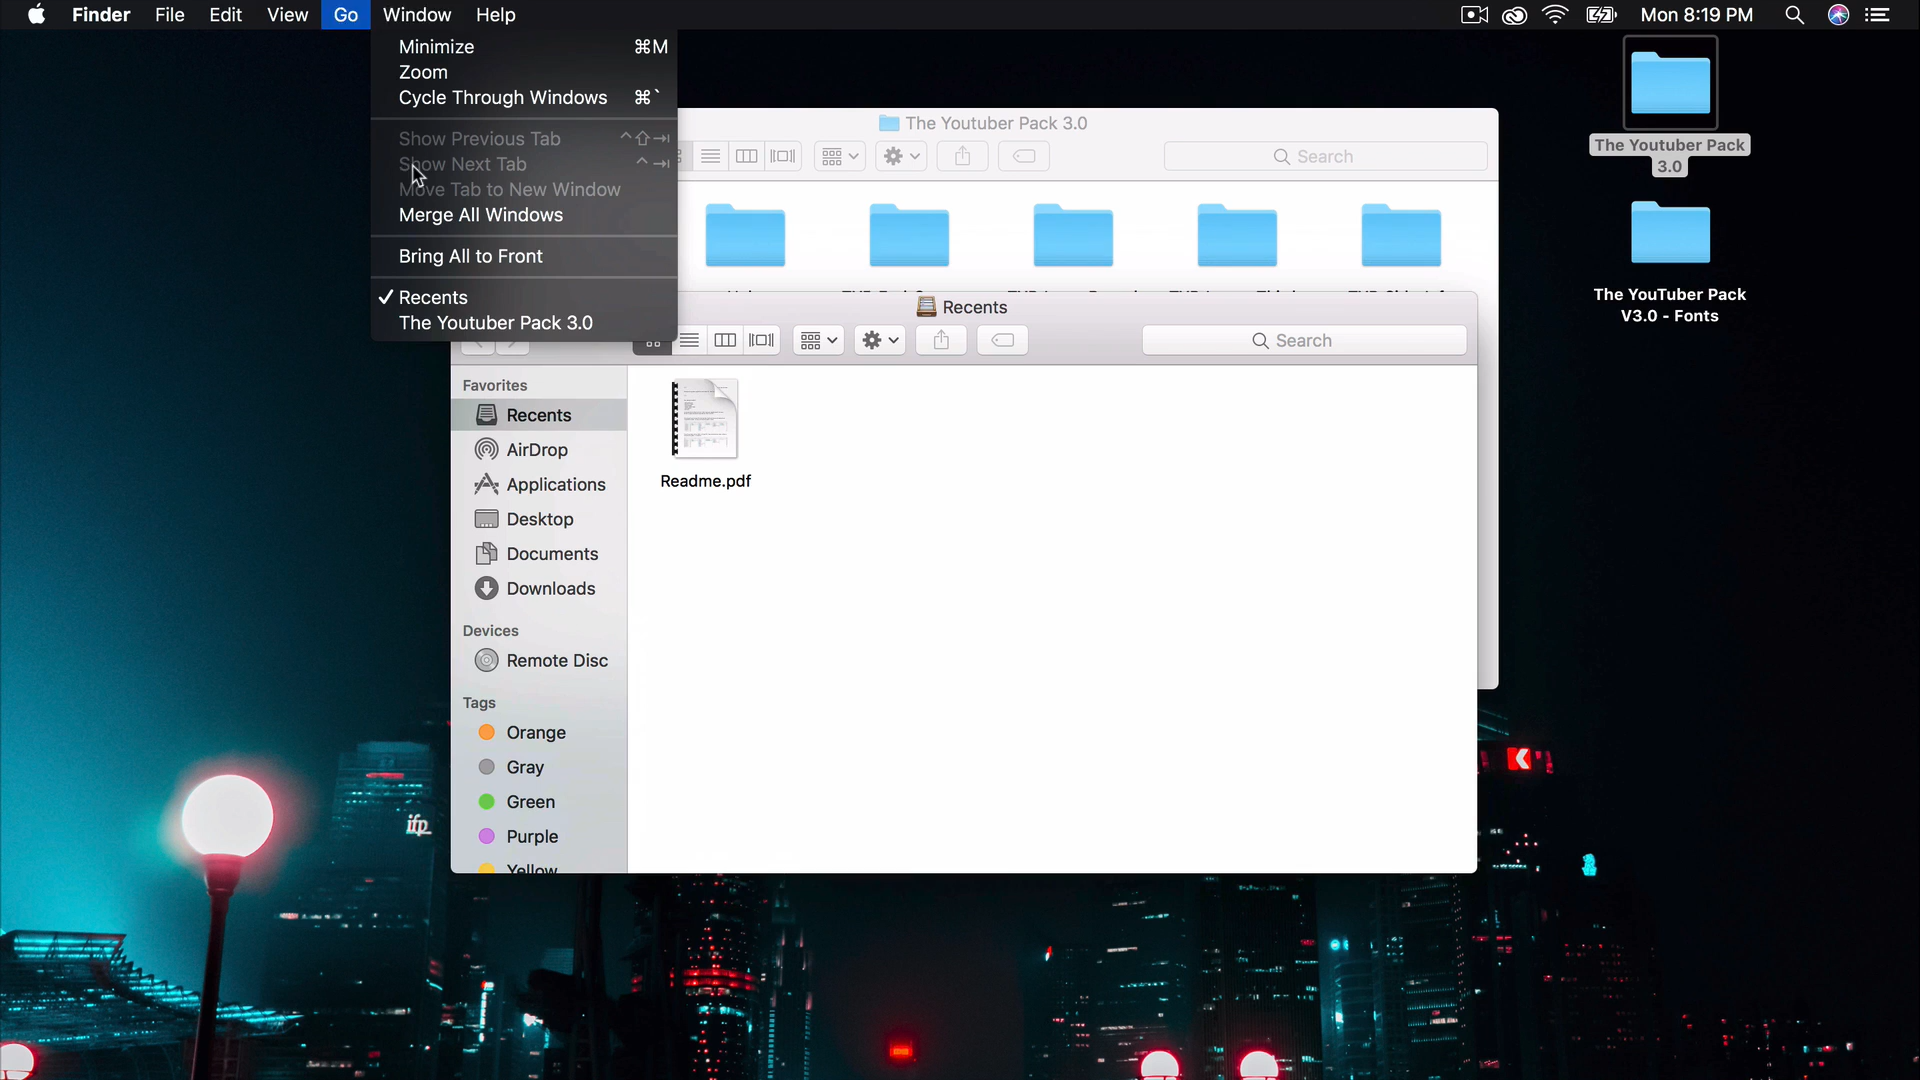 Finder File Edit View Go Window Help
Mon 8:19 PM
Minimize ⌘M
Zoom
Cycle Through Windows ⌘`
Show Previous Tab ^⇧⇥
Show Next Tab ^⇥
Move Tab to New Window
Merge All Windows
Bring All to Front
✓ Recents
The Youtuber Pack 3.0
The Youtuber Pack 3.0
Search
Recents
Search
Favorites
Recents
AirDrop
Applications
Desktop
Documents
Downloads
Devices
Remote Disc
Tags
Orange
Gray
Green
Purple
Yellow
Readme.pdf
The Youtuber Pack
3.0
The YouTuber Pack
V3.0 - Fonts
ifp